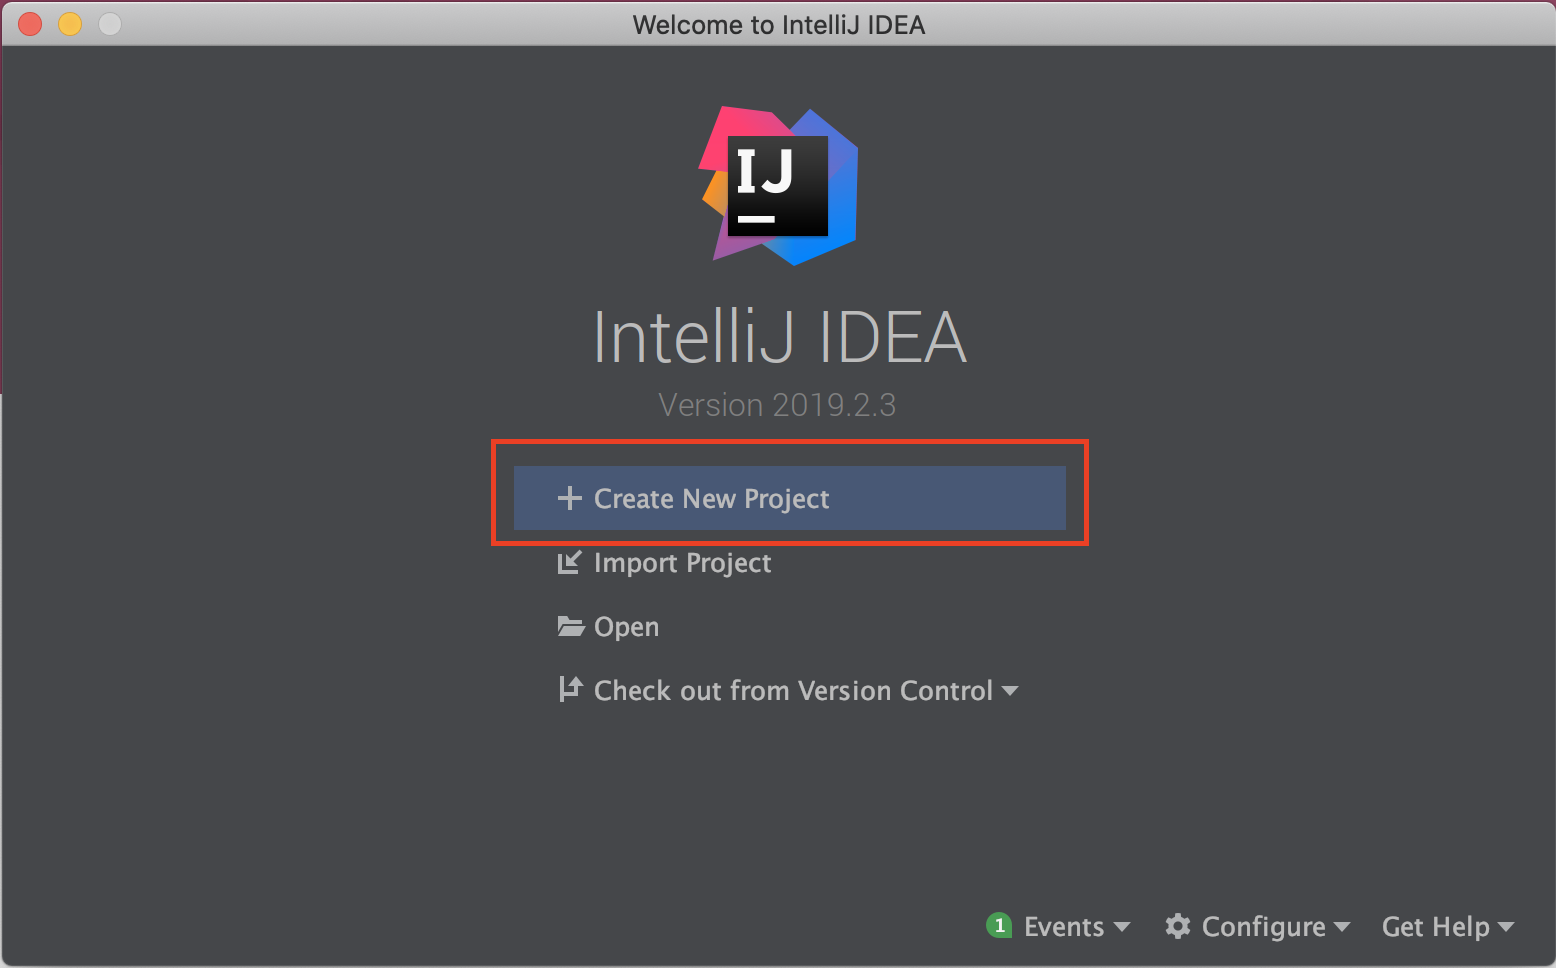 Welcome to IntelliJ IDEA
IJ
IntelliJ IDEA
Version 2019.2.3
Create New Project
Import Project
Open
Check out from Version Control
1 Events Configure Get Help